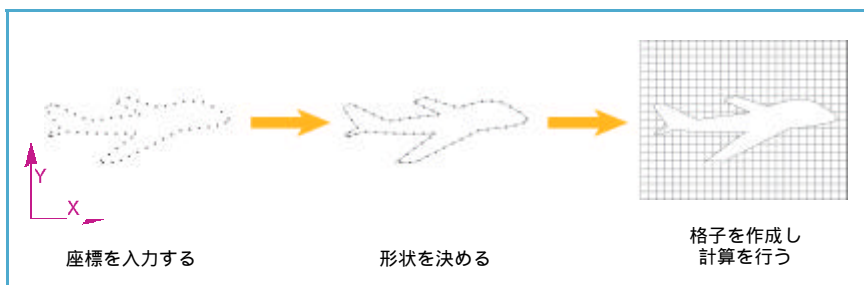 Y
X
座標を入力する
形状を決める
格子を作成し
計算を行う